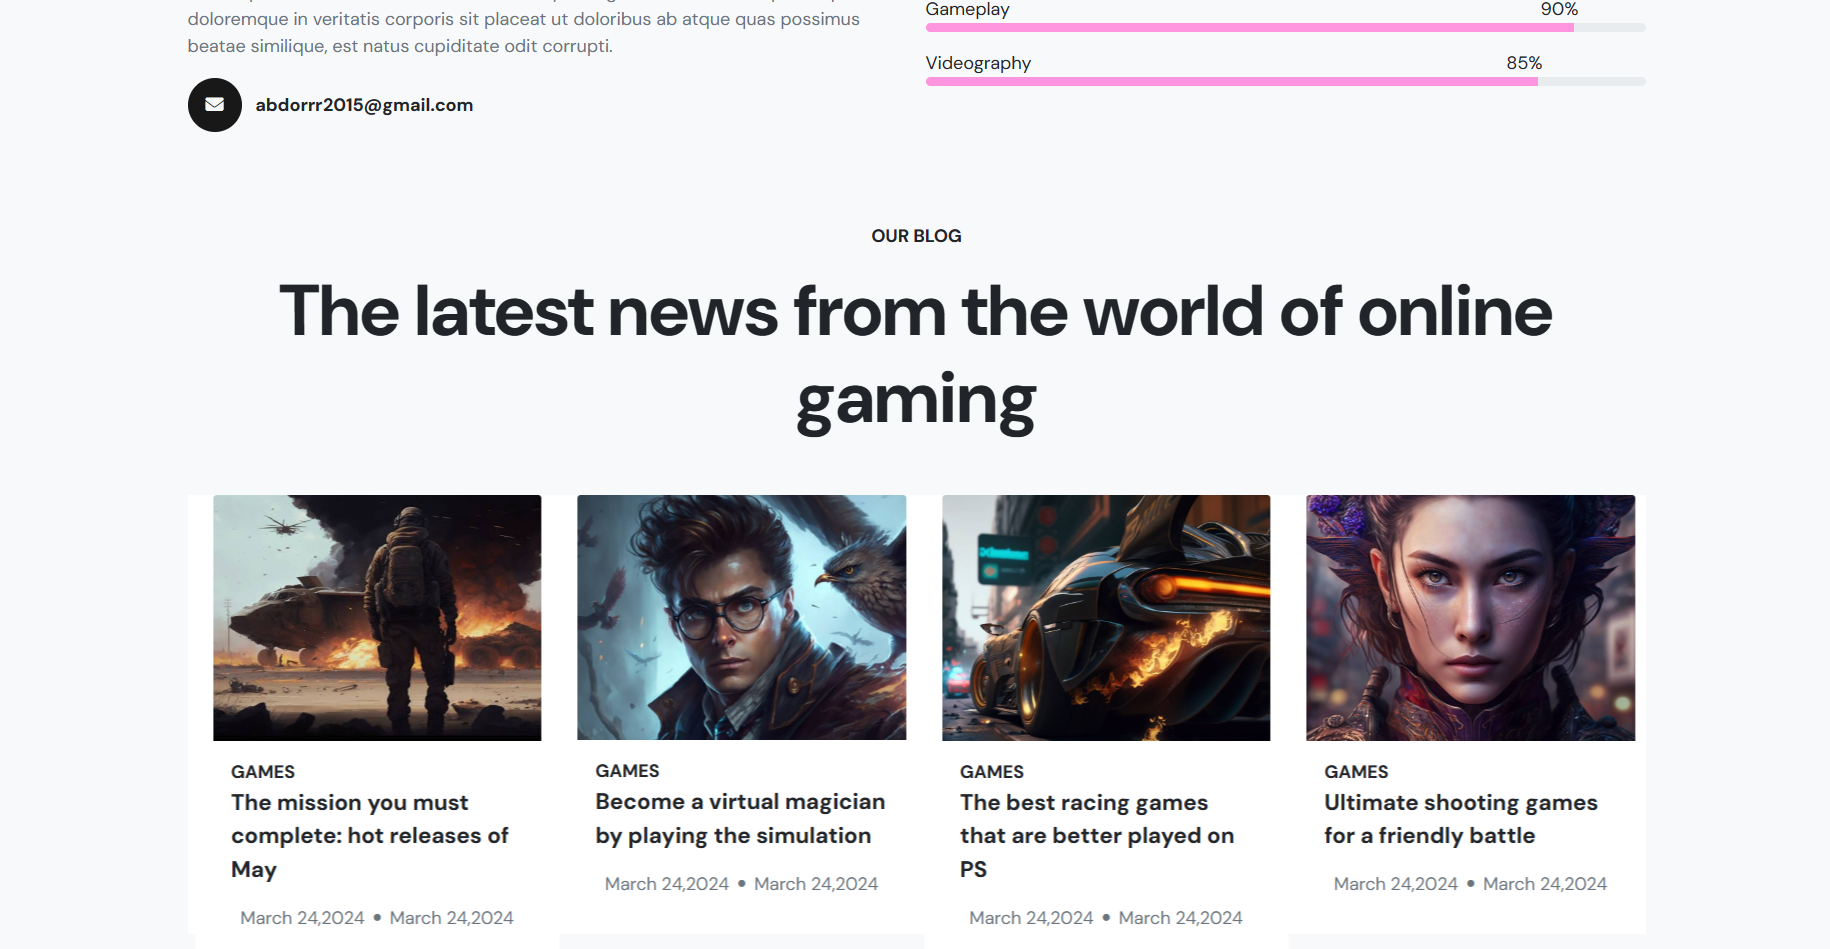 doloremque in veritatis corporis sit placeat ut doloribus ab atque quas possimus
beatae similique, est natus cupiditate odit corrupti.
abdorrr2015@gmail.com
Gameplay 90%
Videography 85%
OUR BLOG
The latest news from the world of online
gaming
GAMES
The mission you must
complete: hot releases of
May
March 24,2024 • March 24,2024
GAMES
Become a virtual magician
by playing the simulation
March 24,2024 • March 24,2024
GAMES
The best racing games
that are better played on
PS
March 24,2024 • March 24,2024
GAMES
Ultimate shooting games
for a friendly battle
March 24,2024 • March 24,2024